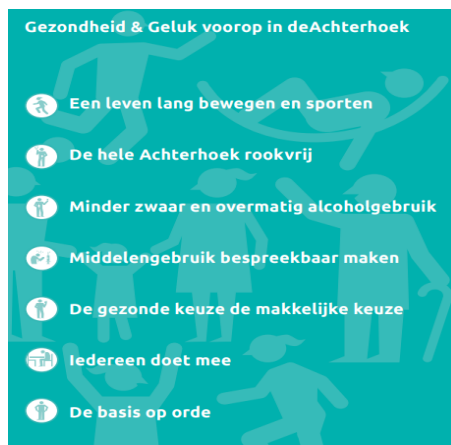 Gezondheid & Geluk voorop in deAchterhoek
Een leven lang bewegen en sporten
De hele Achterhoek rookvrij
Minder zwaar en overmatig alcoholgebruik
Middelengebruik bespreekbaar maken
De gezonde keuze de makkelijke keuze
Iedereen doet mee
De basis op orde